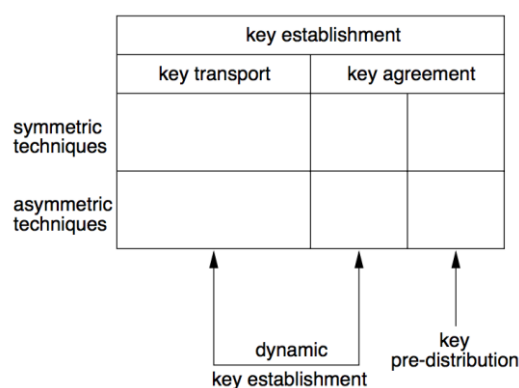 key establishment
key transport
key agreement
symmetric
techniques
asymmetric
techniques
dynamic
key establishment
key
pre-distribution